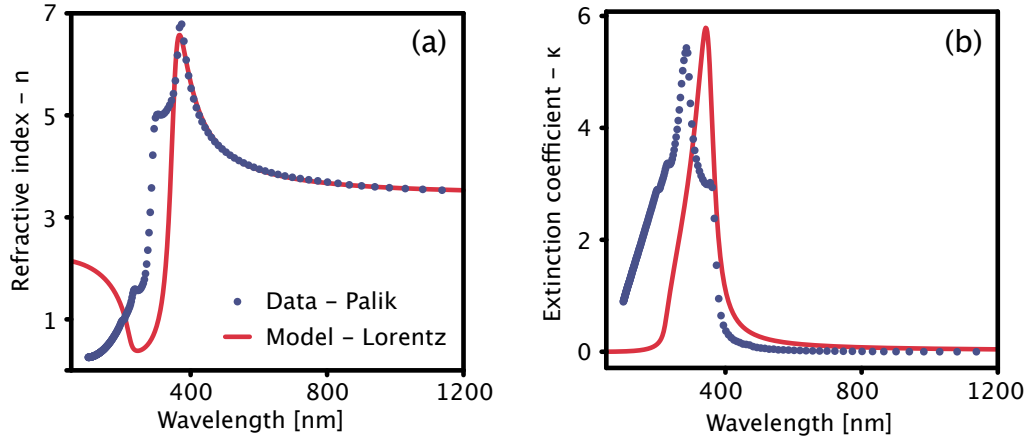 (a)
Refractive index – n
7
5
3
1
Data – Palik
Model – Lorentz
400
800
1200
Wavelength [nm]
(b)
Extinction coefficient – κ
6
4
2
0
400
800
1200
Wavelength [nm]